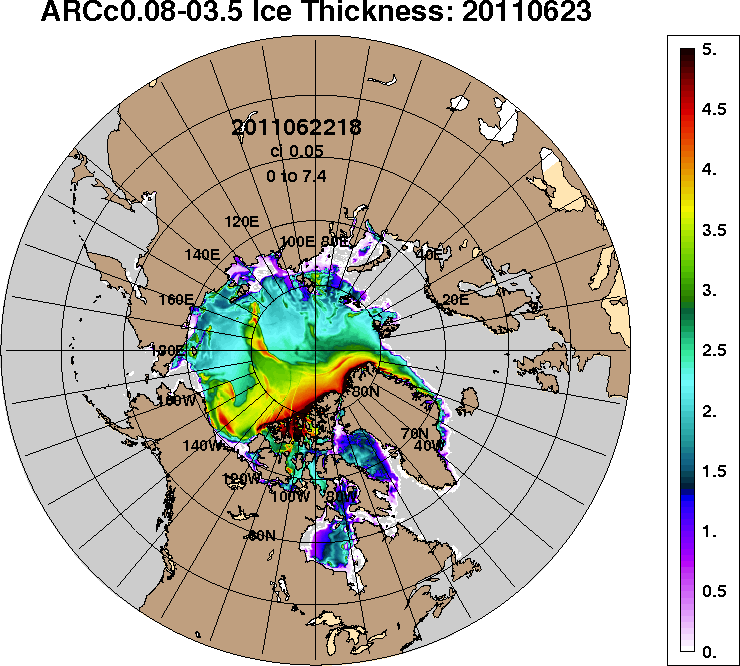 ARCc0.08-03.5 Ice Thickness: 20110623
2011062218
ci 0.05
0 to 7.4
120E
100E 80E
140E
40E
160E
20E
180E
160W
80N
140W
70N
40W
120W
100W
80W
60N
5.
4.5
4.
3.5
3.
2.5
2.
1.5
1.
0.5
0.